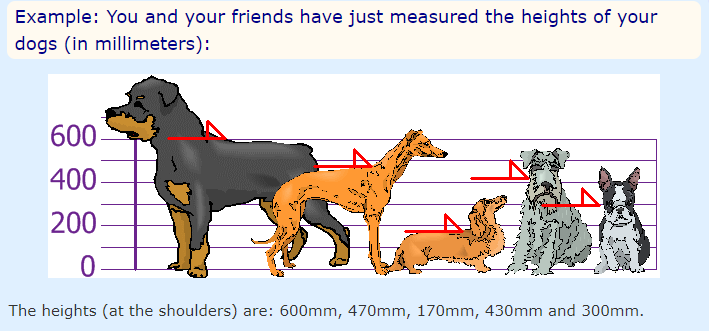 Example: You and your friends have just measured the heights of your
dogs (in millimeters):
600
400
200
0
The heights (at the shoulders) are: 600mm, 470mm, 170mm, 430mm and 300mm.